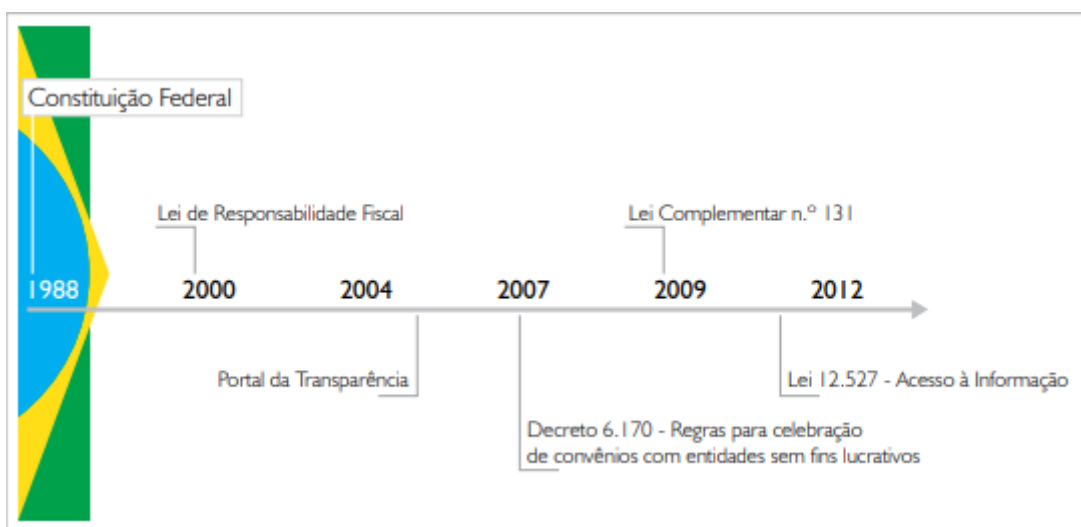 Constituição Federal
Lei de Responsabilidade Fiscal
Lei Complementar n.º 131
1988
2000
2004
2007
2009
2012
Portal da Transparência
Lei 12.527 - Acesso à Informação
Decreto 6.170 - Regras para celebração
de convênios com entidades sem fins lucrativos